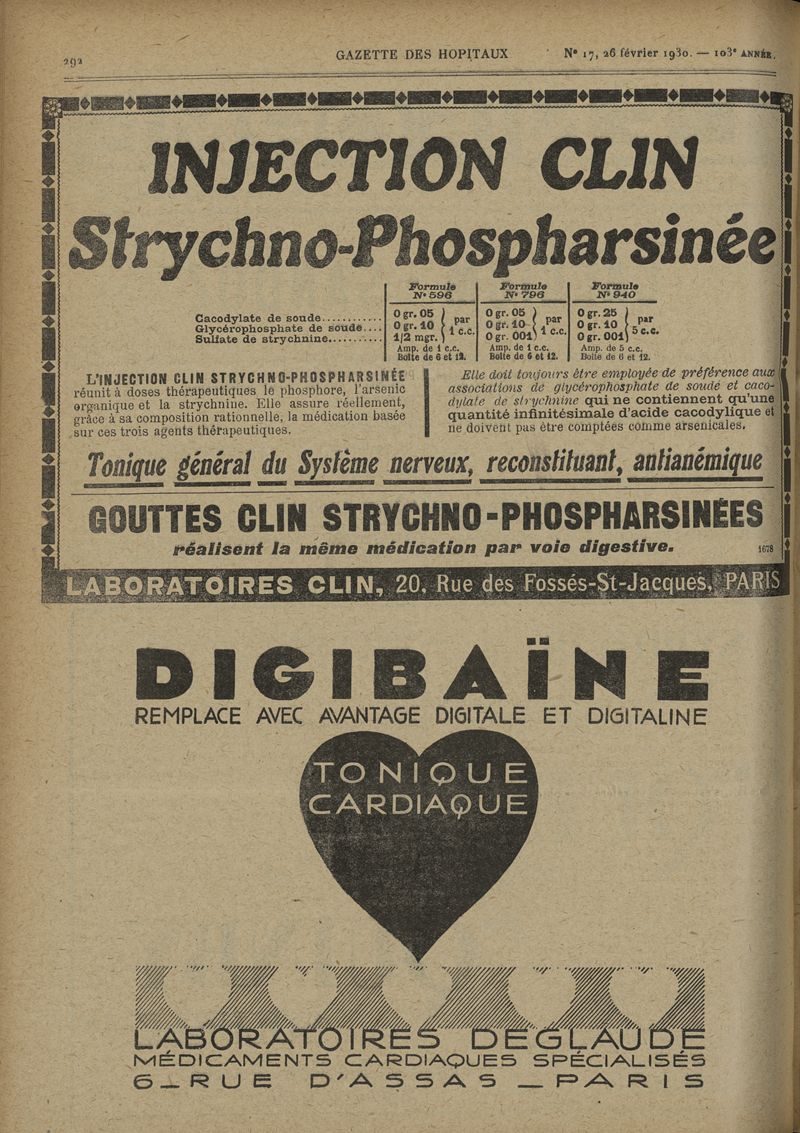 292
GAZETTE DES HOPITAUX
N° 17, 26 février 1930. — 103e ANNÉE.
INJECTION CLIN
Strychno-Phospharsinée
Formule N° 596
Formule N° 796
Formule N° 940
Cacodylate de soude............ 0 gr. 05 0 gr. 05 0 gr. 25
Glycérophosphate de soude.... 0 gr. 10 par 1 c.c. 0 gr. 10 par 1 c.c. 0 gr. 10 par 5 c.c.
Sulfate de strychnine........... 1/2 mgr. 0 gr. 001 0 gr. 001
Amp. de 1 c.c. Amp. de 1 c.c. Amp. de 5 c.c.
Boîte de 6 et 12. Boîte de 6 et 12. Boîte de 6 et 12.
L'INJECTION CLIN STRYCHNO-PHOSPHARSINÉE
réunit à doses thérapeutiques le phosphore, l'arsenic
organique et la strychnine. Elle assure réellement,
grâce à sa composition rationnelle, la médication basée
sur ces trois agents thérapeutiques.
Elle doit toujours être employée de préférence aux
associations de glycérophosphate de soude et caco-
dylate de strychnine qui ne contiennent qu'une
quantité infinitésimale d'acide cacodylique et
ne doivent pas être comptées comme arsenicales.
Tonique général du Système nerveux, reconstituant, antianémique
GOUTTES CLIN STRYCHNO-PHOSPHARSINÉES
réalisent la même médication par voie digestive.
1678
LABORATOIRES CLIN, 20, Rue des Fossés-St-Jacques, PARIS
DIGIBAÏNE
REMPLACE AVEC AVANTAGE DIGITALE ET DIGITALINE
TONIQUE
CARDIAQUE
LABORATOIRES DEGLAUDE
MÉDICAMENTS CARDIAQUES SPÉCIALISÉS
6_RUE D'ASSAS _ PARIS